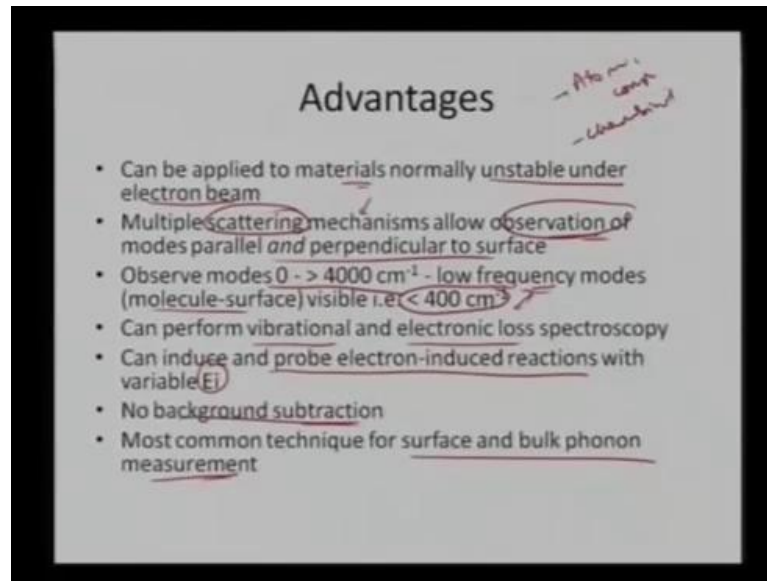 Advantages
- Atomic
comp
• Can be applied to materials normally unstable under
electron beam
• Multiple scattering mechanisms allow observation of
modes parallel and perpendicular to surface
• Observe modes 0 - > 4000 cm⁻¹ - low frequency modes
(molecule-surface) visible i.e. < 400 cm⁻¹
• Can perform vibrational and electronic loss spectroscopy
• Can induce and probe electron-induced reactions with
variable Ei
• No background subtraction
• Most common technique for surface and bulk phonon
measurement